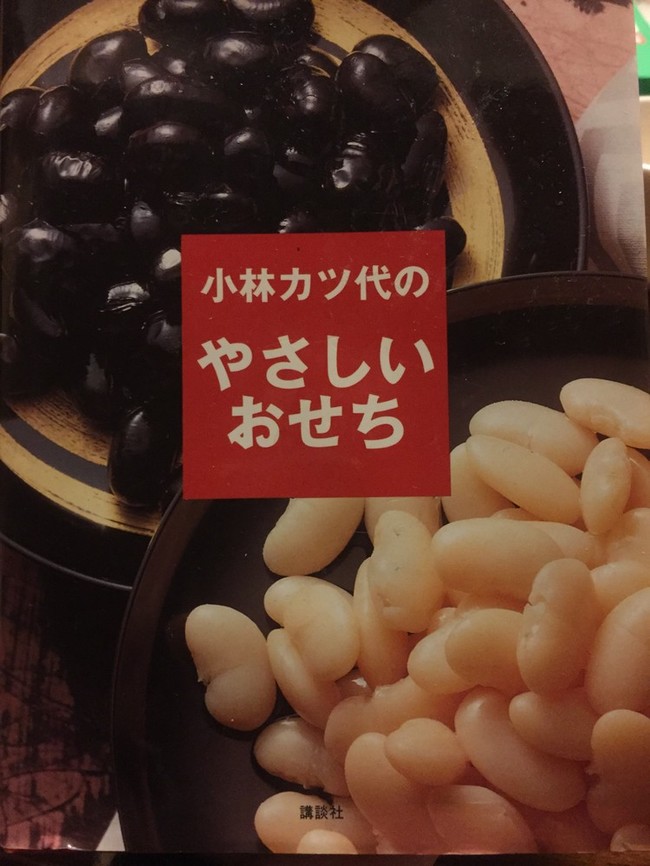 小林カツ代の
やさしい
おせち
講談社